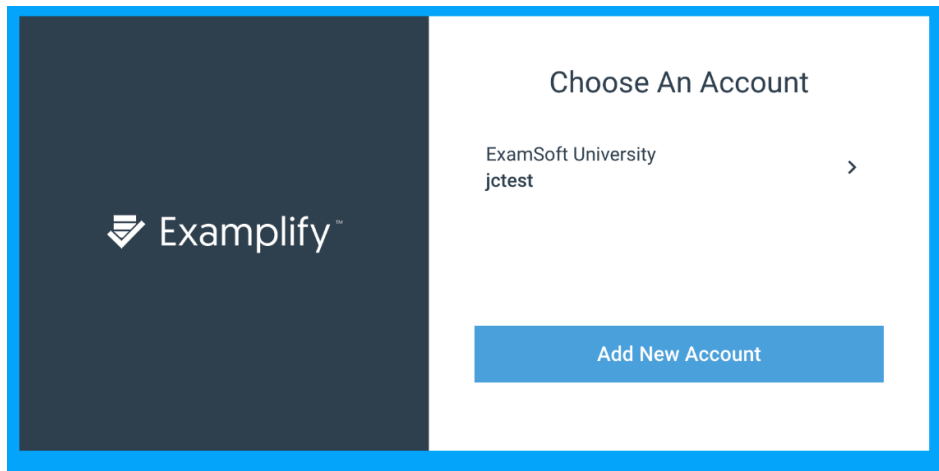 Choose An Account
ExamSoft University
jctest
Examplify™
Add New Account